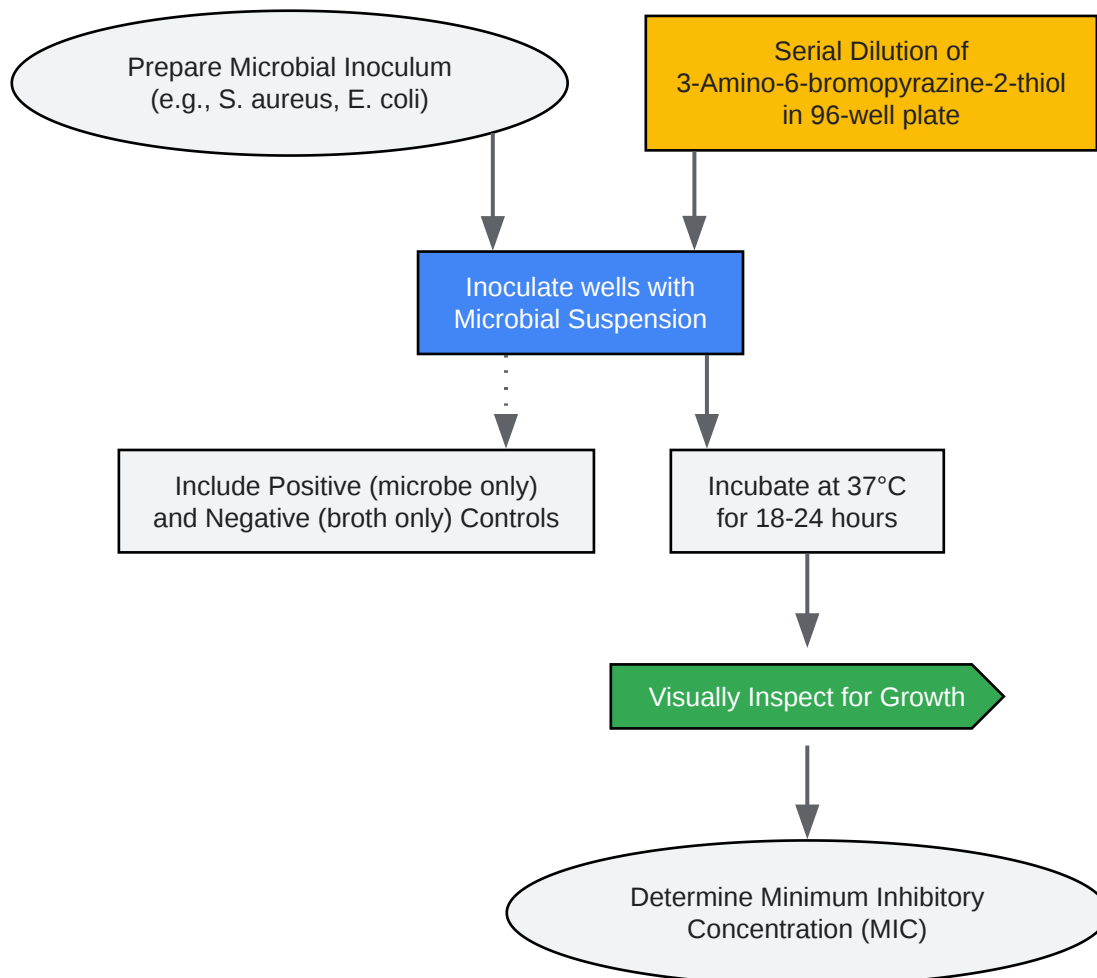 Prepare Microbial Inoculum
(e.g., S. aureus, E. coli)
Serial Dilution of
3-Amino-6-bromopyrazine-2-thiol
in 96-well plate
Inoculate wells with
Microbial Suspension
Include Positive (microbe only)
and Negative (broth only) Controls
Incubate at 37°C
for 18-24 hours
Visually Inspect for Growth
Determine Minimum Inhibitory
Concentration (MIC)